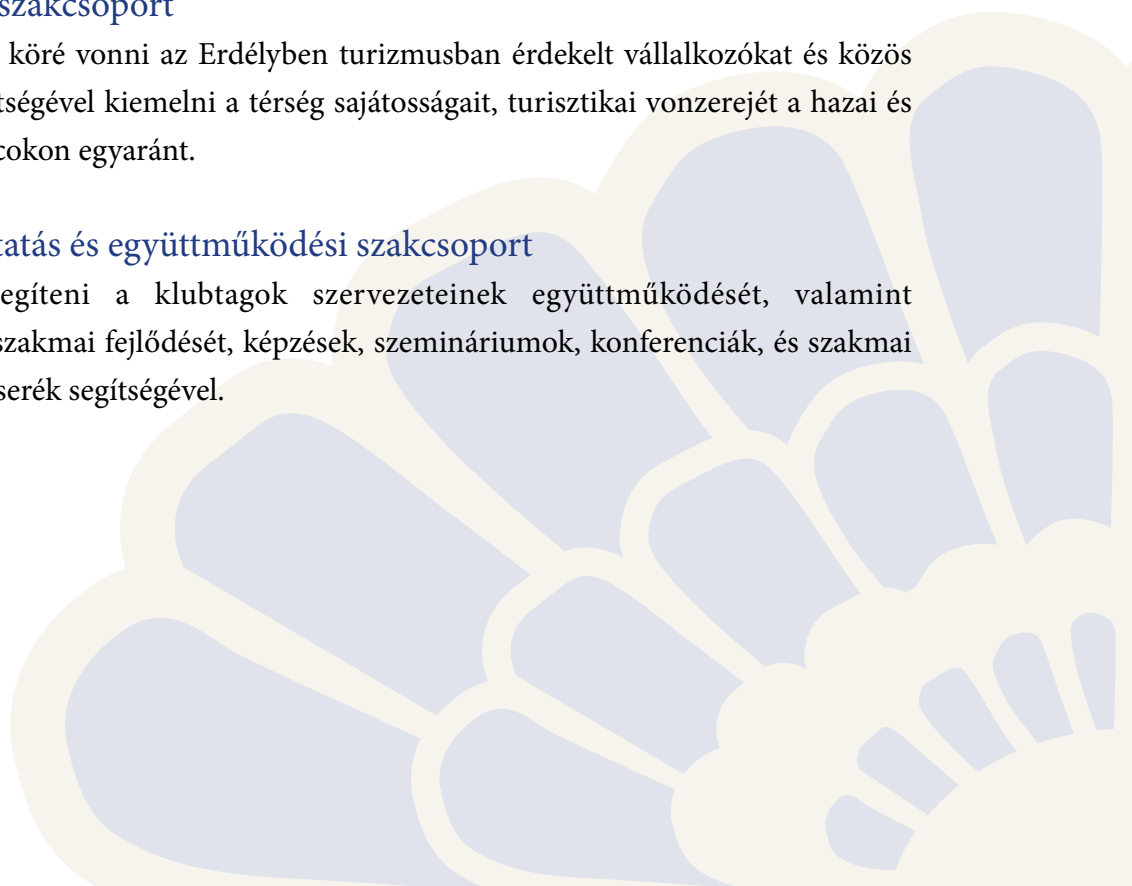 szakcsoport
köré vonni az Erdélyben turizmusban érdekelt vállalkozókat és közös
tségével kiemelni a térség sajátosságait, turisztikai vonzerejét a hazai és
cokon egyaránt.
tatás és együttműködési szakcsoport
egíteni a klubtagok szervezeteinek együttműködését, valamint
szakmai fejlődését, képzések, szemináriumok, konferenciák, és szakmai
serék segítségével.